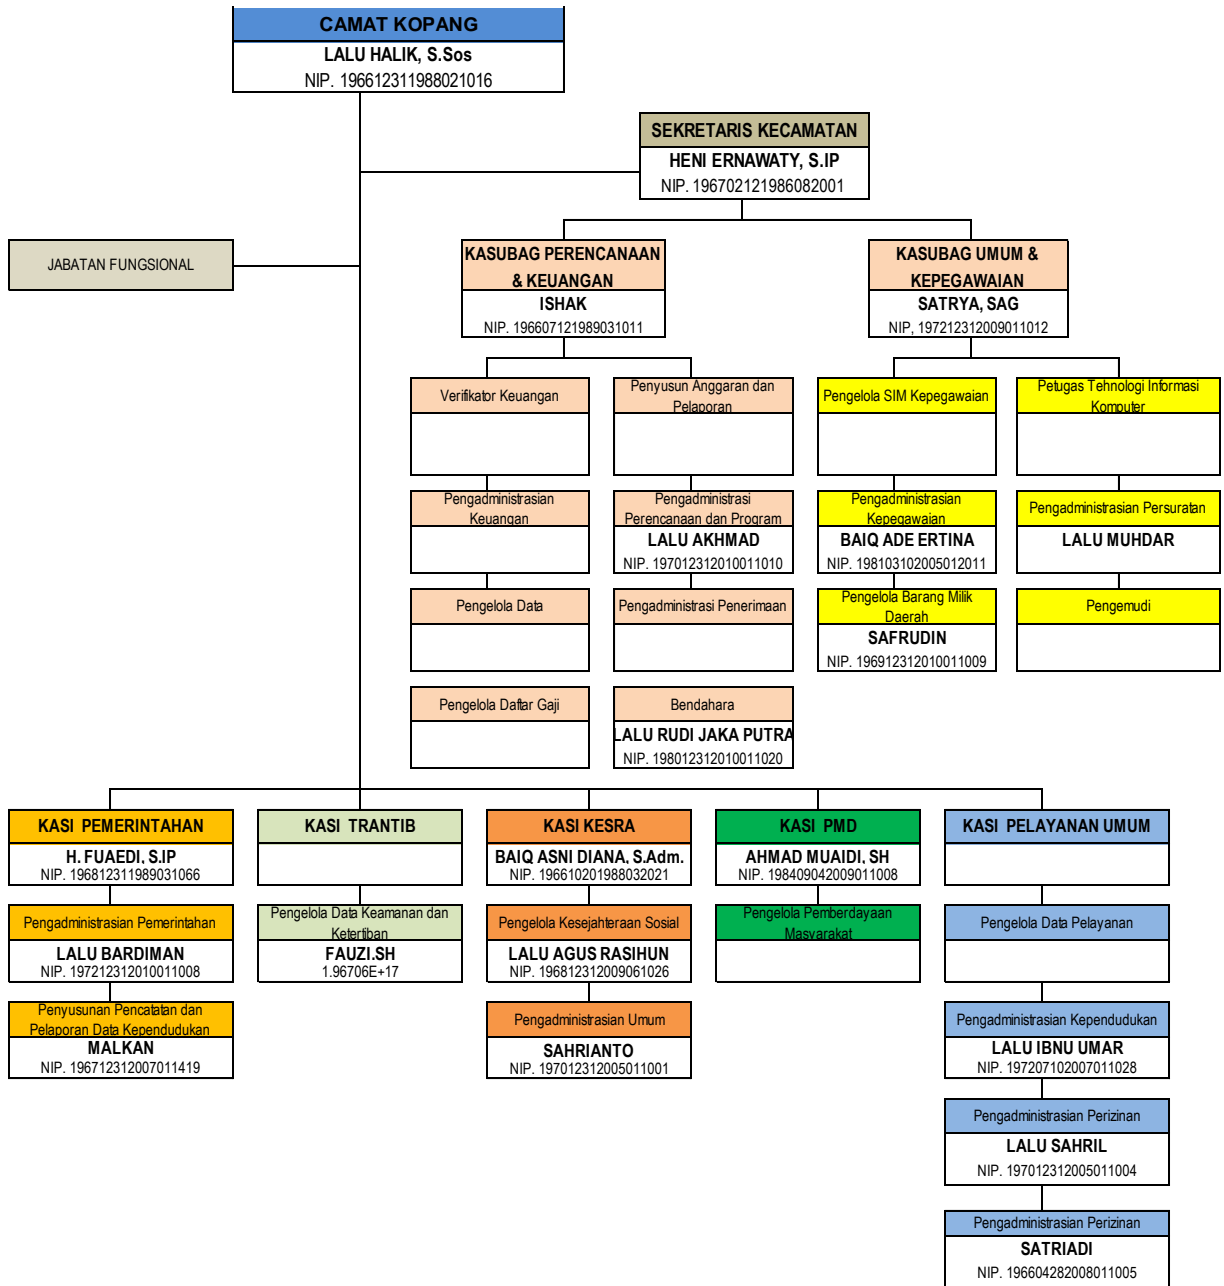 CAMAT KOPANG
LALU HALIK, S.Sos
NIP. 196612311988021016
SEKRETARIS KECAMATAN
HENI ERNAWATY, S.IP
NIP. 196702121986082001
JABATAN FUNGSIONAL
KASUBAG PERENCANAAN
& KEUANGAN
ISHAK
NIP. 196607121989031011
KASUBAG UMUM &
KEPEGAWAIAN
SATRYA, SAG
NIP, 197212312009011012
Verifikator Keuangan
Penyusun Anggaran dan
Pelaporan
Pengelola SIM Kepegawaian
Petugas Tehnologi Informasi
Komputer
Pengadministrasian
Keuangan
Pengadministrasi
Perencanaan dan Program
LALU AKHMAD
NIP. 197012312010011010
Pengadministrasian
Kepegawaian
BAIQ ADE ERTINA
NIP. 198103102005012011
Pengadministrasian Persuratan
LALU MUHDAR
Pengelola Data
Pengadministrasi Penerimaan
Pengelola Barang Milik
Daerah
SAFRUDIN
NIP. 196912312010011009
Pengemudi
Pengelola Daftar Gaji
Bendahara
LALU RUDI JAKA PUTRA
NIP. 198012312010011020
KASI PEMERINTAHAN
H. FUAEDI, S.IP
NIP. 196812311989031066
KASI TRANTIB
KASI KESRA
BAIQ ASNI DIANA, S.Adm.
NIP. 196610201988032021
KASI PMD
AHMAD MUAIDI, SH
NIP. 198409042009011008
KASI PELAYANAN UMUM
Pengadministrasian Pemerintahan
LALU BARDIMAN
NIP. 197212312010011008
Pengelola Data Keamanan dan
Ketertiban
FAUZI.SH
1.96706E+17
Pengelola Kesejahteraan Sosial
LALU AGUS RASIHUN
NIP. 196812312009061026
Pengelola Pemberdayaan
Masyarakat
Pengelola Data Pelayanan
Penyusunan Pencatatan dan
Pelaporan Data Kependudukan
MALKAN
NIP. 196712312007011419
Pengadministrasian Umum
SAHRIANTO
NIP. 197012312005011001
Pengadministrasian Kependudukan
LALU IBNU UMAR
NIP. 197207102007011028
Pengadministrasian Perizinan
LALU SAHRIL
NIP. 197012312005011004
Pengadministrasian Perizinan
SATRIADI
NIP. 196604282008011005